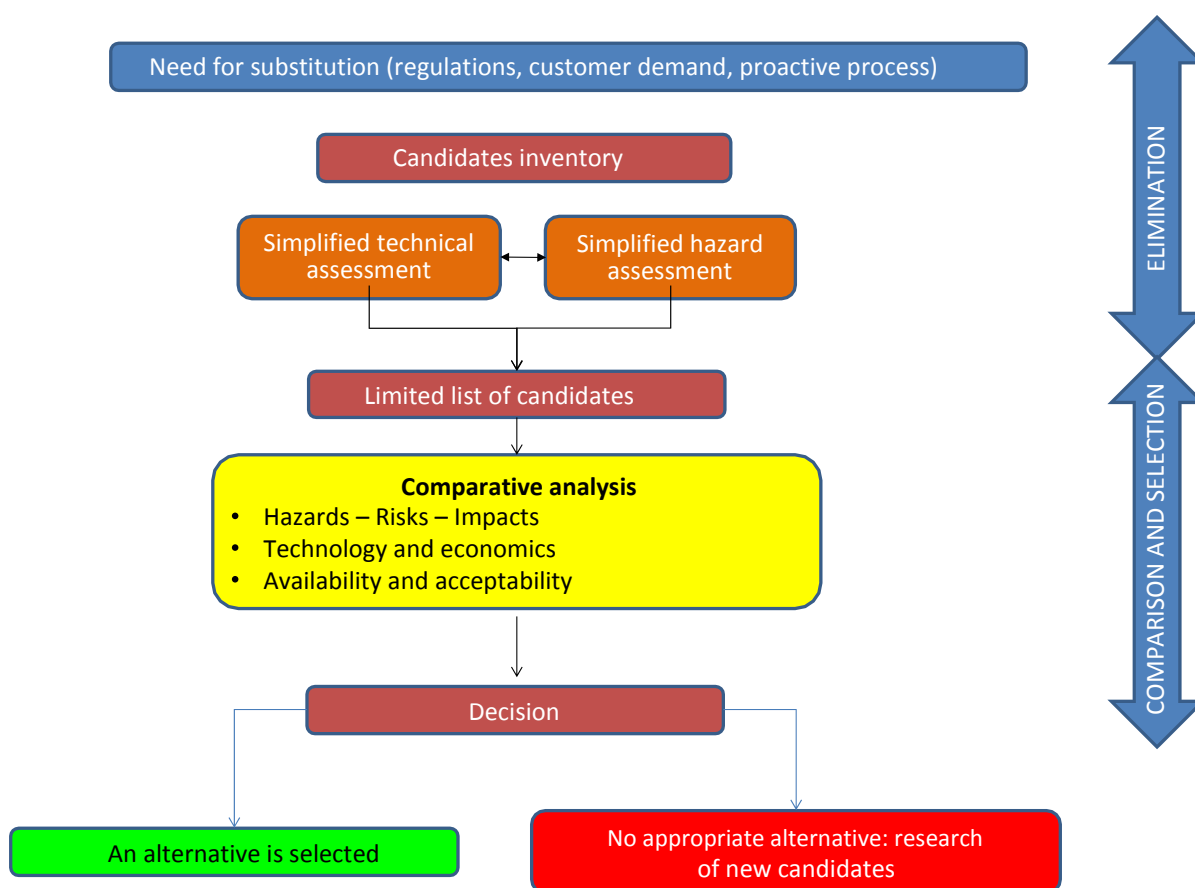 Need for substitution (regulations, customer demand, proactive process)
Candidates inventory
Simplified technical
assessment
Simplified hazard
assessment
Limited list of candidates
Comparative analysis
• Hazards – Risks – Impacts
• Technology and economics
• Availability and acceptability
Decision
An alternative is selected
No appropriate alternative: research
of new candidates
ELIMINATION
COMPARISON AND SELECTION